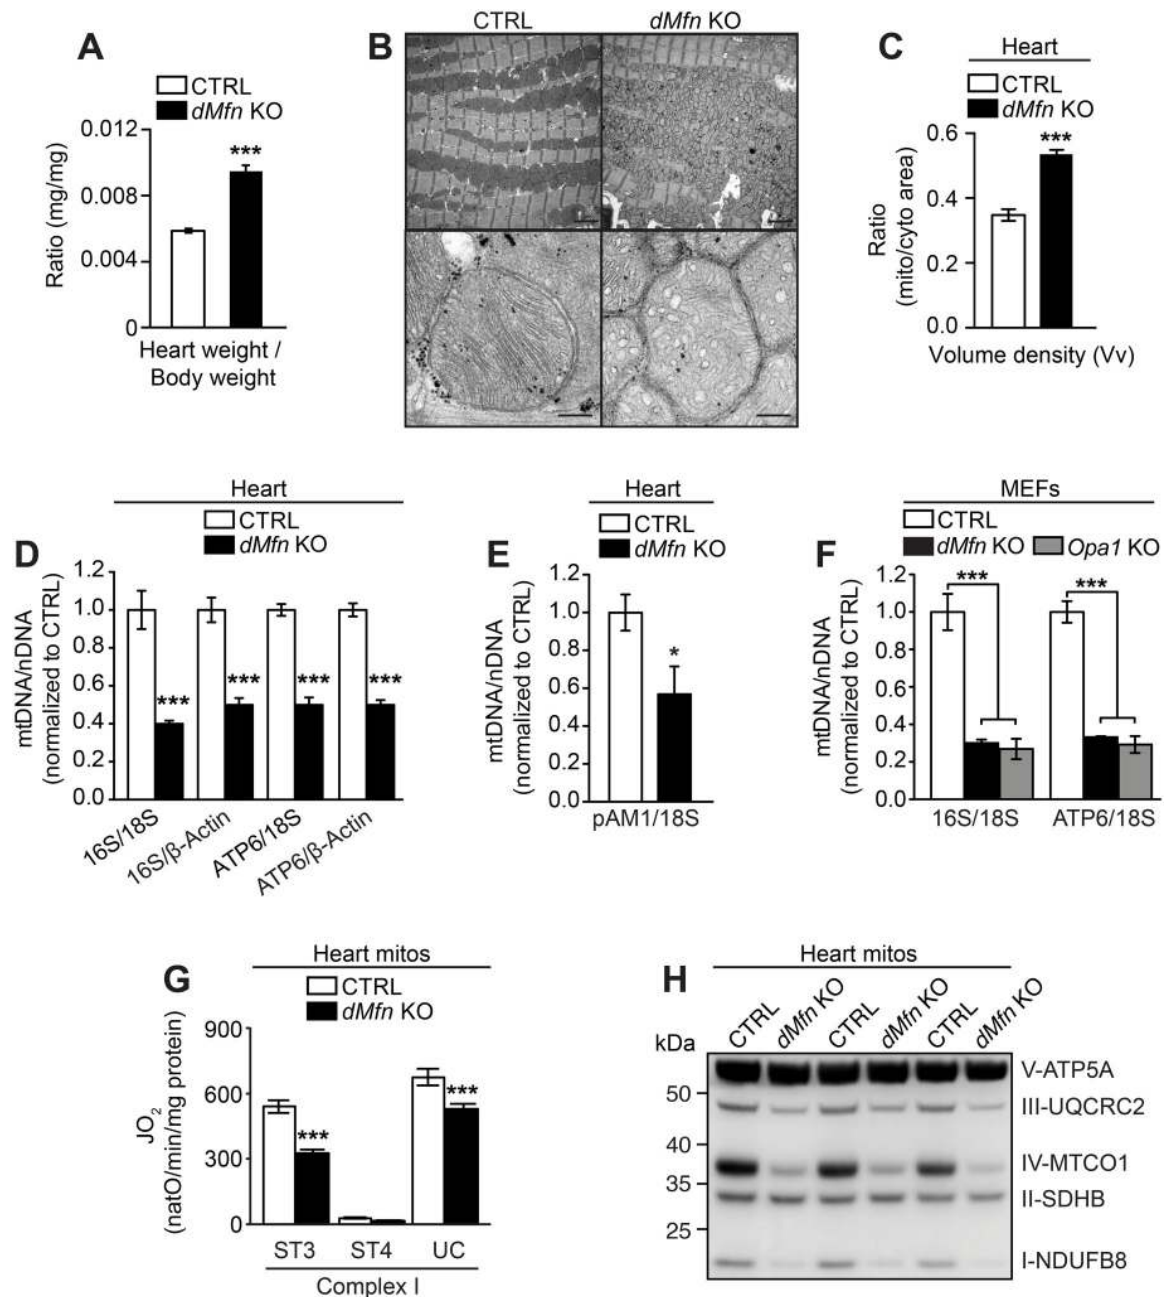 A
CTRL
dMfn KO
Ratio (mg/mg)
0.012
0.008
0.004
0
***
Heart weight /
Body weight
B
CTRL
dMfn KO
C
Heart
CTRL
dMfn KO
Ratio
(mito/cyto area)
0.6
0.4
0.2
0.0
***
Volume density (Vv)
D
Heart
CTRL
dMfn KO
mtDNA/nDNA
(normalized to CTRL)
1.2
1.0
0.8
0.6
0.4
0.2
0.0
***
***
***
***
16S/18S
16S/β-Actin
ATP6/18S
ATP6/β-Actin
E
Heart
CTRL
dMfn KO
mtDNA/nDNA
(normalized to CTRL)
1.2
1.0
0.8
0.6
0.4
0.2
0.0
*
pAM1/18S
F
MEFs
CTRL
dMfn KO
Opa1 KO
mtDNA/nDNA
(normalized to CTRL)
1.2
1.0
0.8
0.6
0.4
0.2
0.0
***
***
16S/18S
ATP6/18S
G
Heart mitos
CTRL
dMfn KO
JO2
(natO/min/mg protein)
900
600
300
0
***
***
ST3
ST4
UC
Complex I
H
Heart mitos
CTRL
dMfn KO
CTRL
dMfn KO
CTRL
dMfn KO
kDa
50
40
35
25
V-ATP5A
III-UQCRC2
IV-MTCO1
II-SDHB
I-NDUFB8